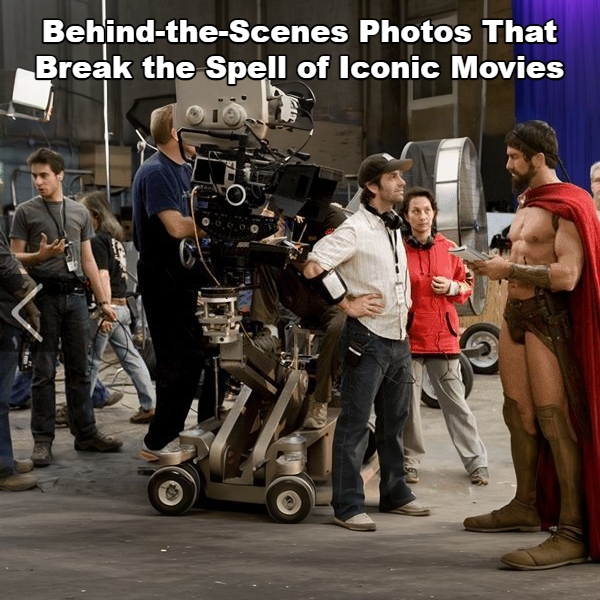 Behind-the-Scenes Photos That
Break the Spell of Iconic Movies